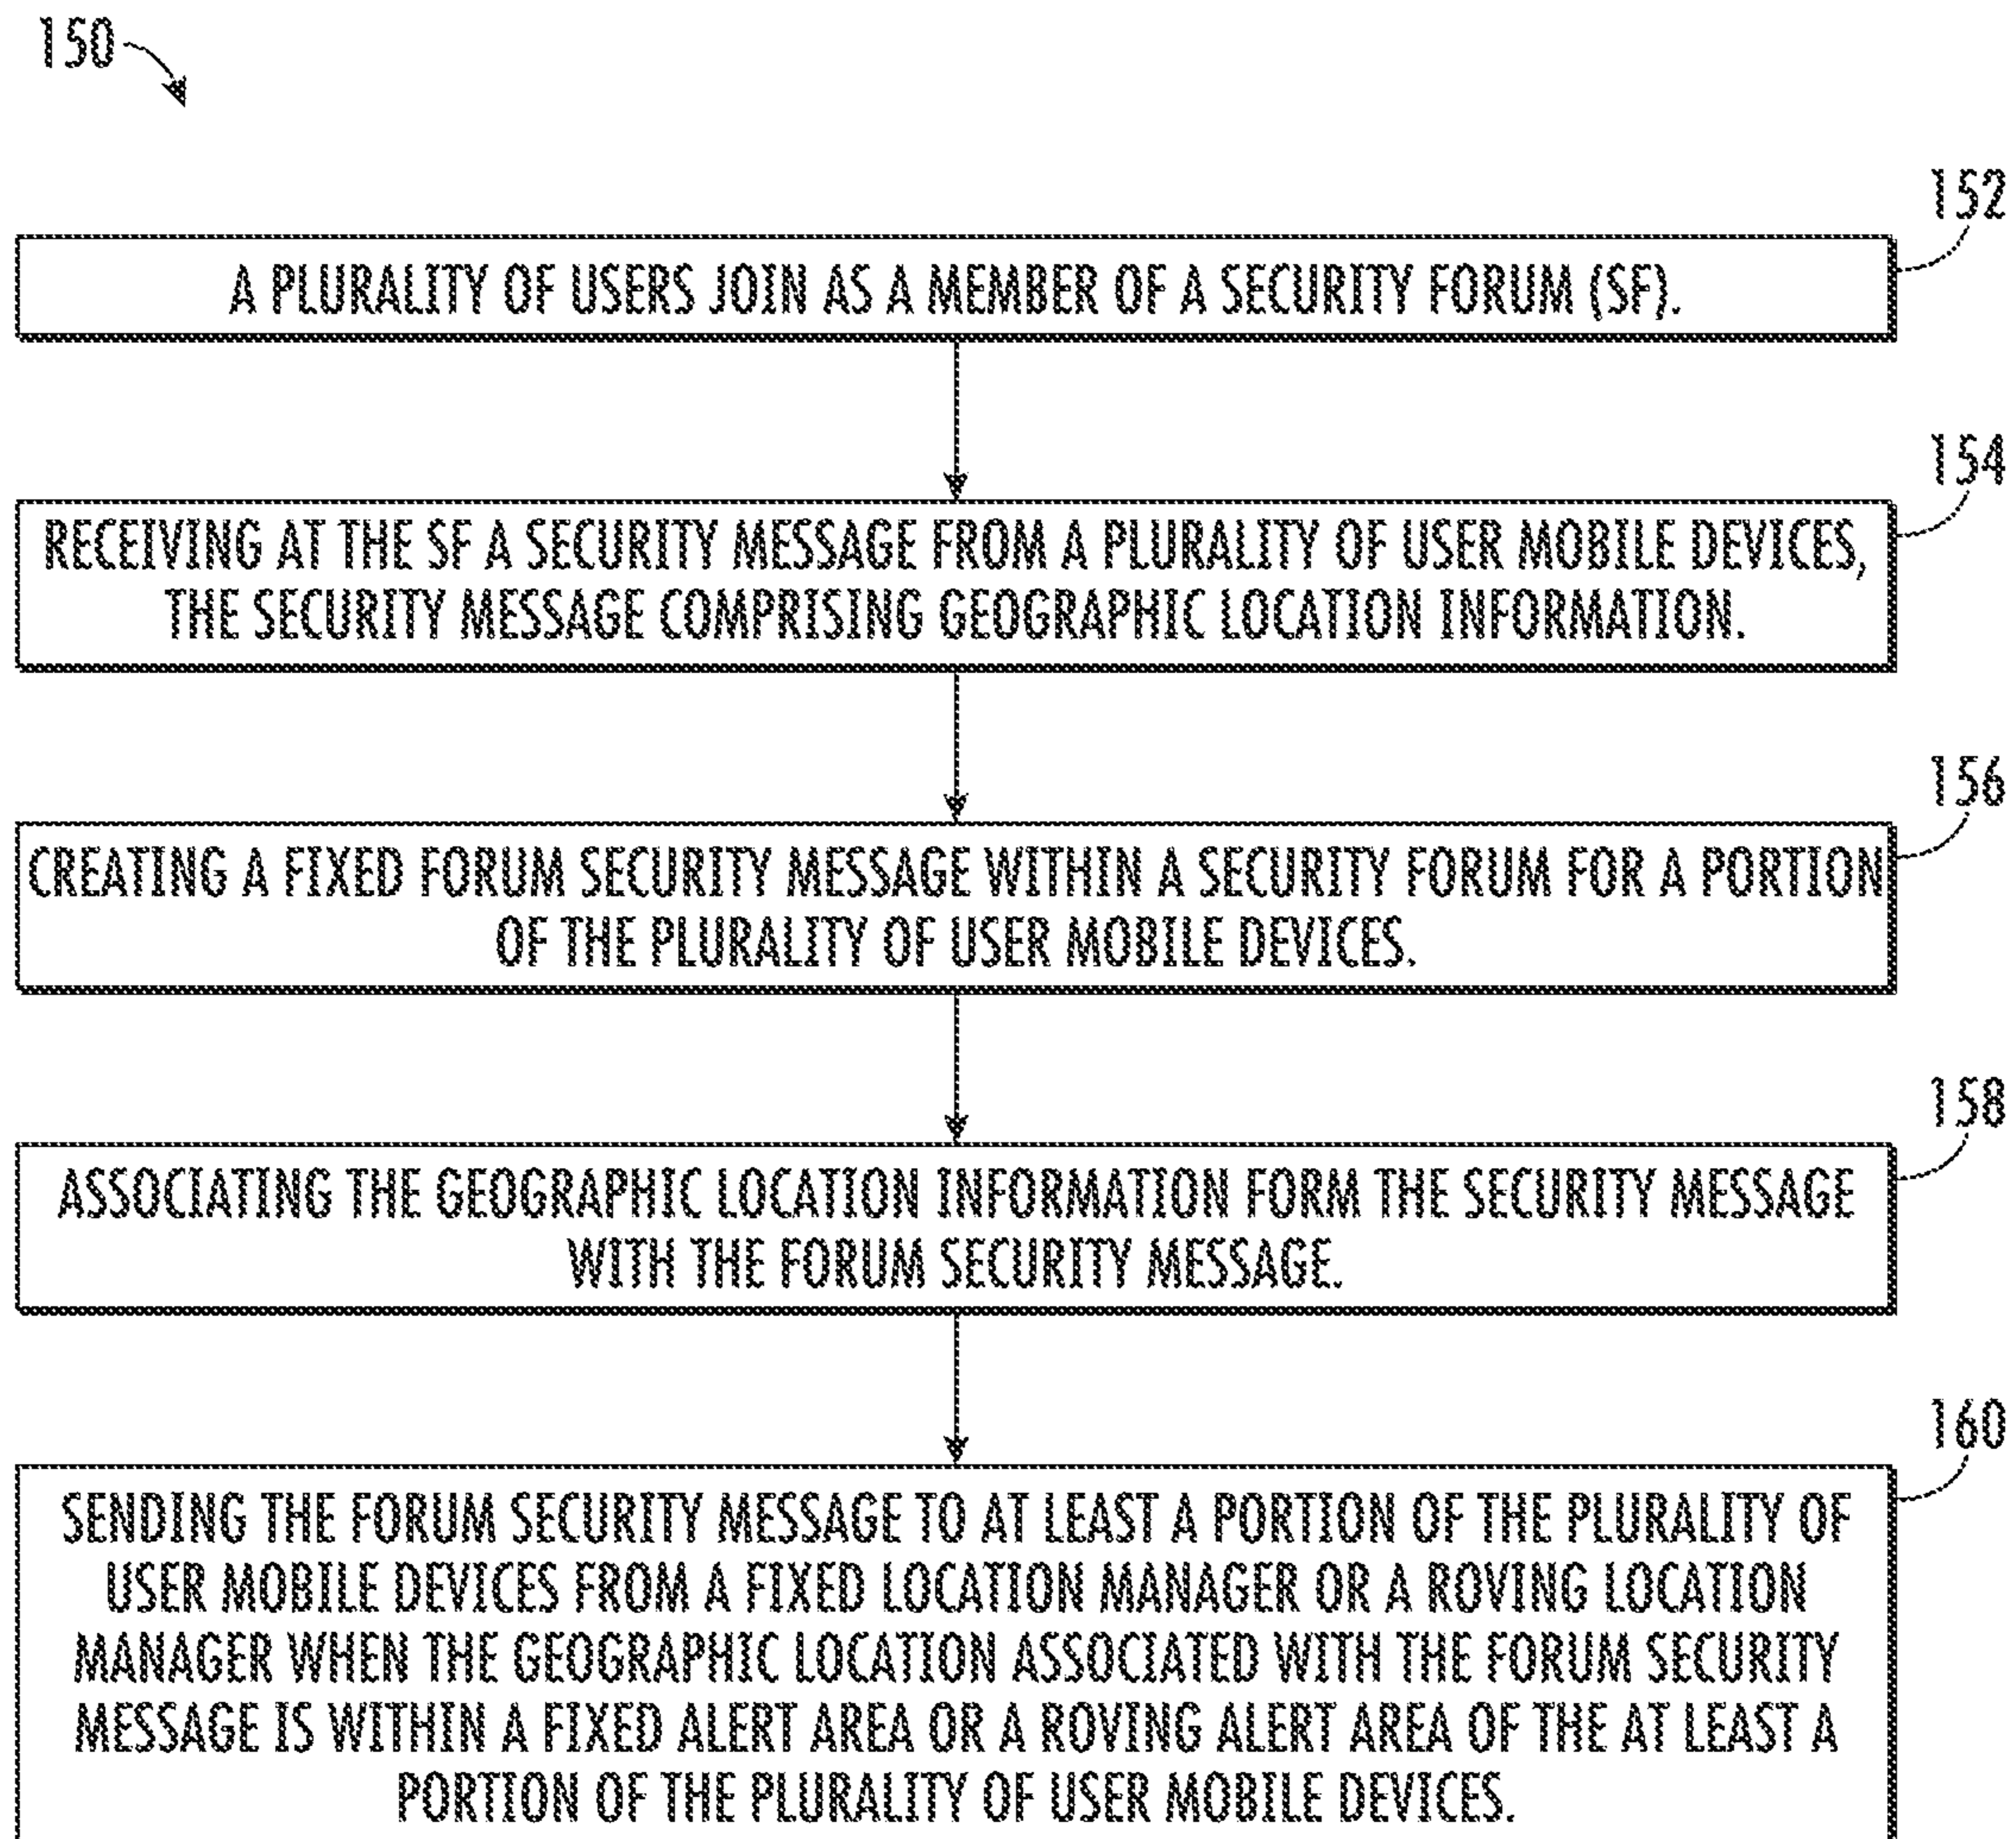 150
152
A PLURALITY OF USERS JOIN AS A MEMBER OF A SECURITY FORUM (SF).
154
RECEIVING AT THE SF A SECURITY MESSAGE FROM A PLURALITY OF USER MOBILE DEVICES,
THE SECURITY MESSAGE COMPRISING GEOGRAPHIC LOCATION INFORMATION.
156
CREATING A FIXED FORUM SECURITY MESSAGE WITHIN A SECURITY FORUM FOR A PORTION
OF THE PLURALITY OF USER MOBILE DEVICES.
158
ASSOCIATING THE GEOGRAPHIC LOCATION INFORMATION FORM THE SECURITY MESSAGE
WITH THE FORUM SECURITY MESSAGE.
160
SENDING THE FORUM SECURITY MESSAGE TO AT LEAST A PORTION OF THE PLURALITY OF
USER MOBILE DEVICES FROM A FIXED LOCATION MANAGER OR A ROVING LOCATION
MANAGER WHEN THE GEOGRAPHIC LOCATION ASSOCIATED WITH THE FORUM SECURITY
MESSAGE IS WITHIN A FIXED ALERT AREA OR A ROVING ALERT AREA OF THE AT LEAST A
PORTION OF THE PLURALITY OF USER MOBILE DEVICES.